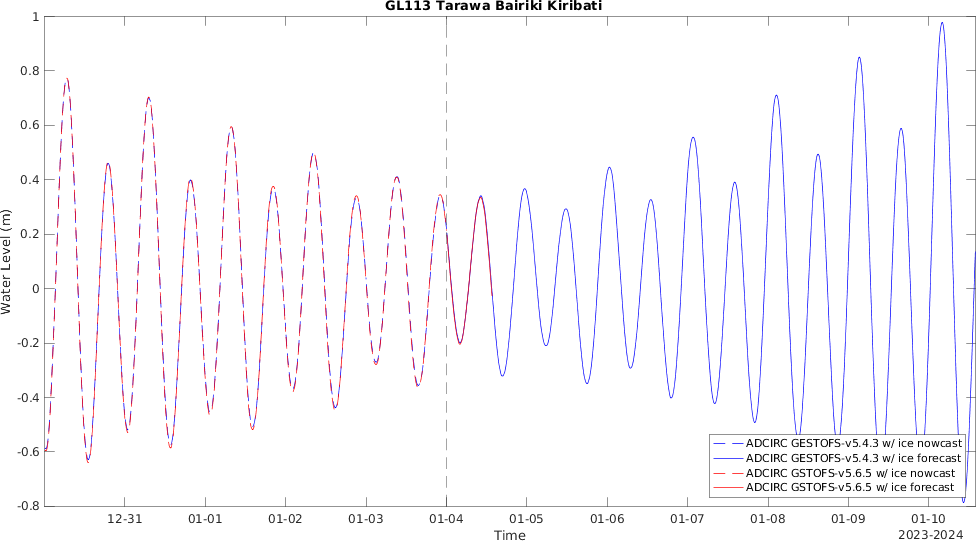 GL113 Tarawa Bairiki Kiribati
1
0.8
0.6
0.4
0.2
0
-0.2
-0.4
-0.6
-0.8
Water Level (m)
ADCIRC GESTOFS-v5.4.3 w/ ice nowcast
ADCIRC GESTOFS-v5.4.3 w/ ice forecast
ADCIRC GSTOFS-v5.6.5 w/ ice nowcast
ADCIRC GSTOFS-v5.6.5 w/ ice forecast
12-31 01-01 01-02 01-03 01-04 01-05 01-06 01-07 01-08 01-09 01-10
Time
2023-2024